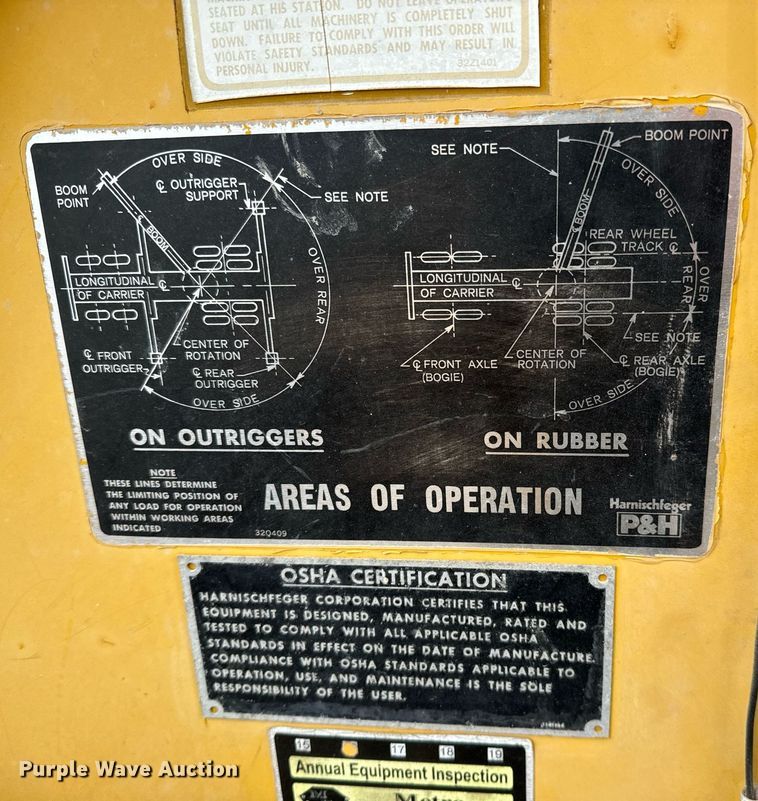 SEATED AT HIS STATION. DO NOT LEAVE OPERATOR'S
SEAT UNTIL ALL MACHINERY IS COMPLETELY SHUT
DOWN. FAILURE TO COMPLY WITH THIS ORDER WILL
VIOLATE SAFETY STANDARDS AND MAY RESULT IN
PERSONAL INJURY.
32Z1401
OVER SIDE
BOOM
POINT
℄ OUTRIGGER
SUPPORT
SEE NOTE
BOOM
OVER REAR
LONGITUDINAL ℄
OF CARRIER
CENTER OF
ROTATION
℄ FRONT
OUTRIGGER
℄ REAR
OUTRIGGER
OVER SIDE
ON OUTRIGGERS
SEE NOTE
BOOM POINT
OVER SIDE
℄ BOOM
REAR WHEEL
TRACK ℄
LONGITUDINAL ℄
OF CARRIER
OVER
REAR
SEE NOTE
℄ FRONT AXLE
(BOGIE)
CENTER OF
ROTATION
℄ REAR AXLE
(BOGIE)
OVER SIDE
ON RUBBER
NOTE
THESE LINES DETERMINE
THE LIMITING POSITION OF
ANY LOAD FOR OPERATION
WITHIN WORKING AREAS
INDICATED
32Q409
AREAS OF OPERATION
Harnischfeger
P&H
OSHA CERTIFICATION
HARNISCHFEGER CORPORATION CERTIFIES THAT THIS
EQUIPMENT IS DESIGNED, MANUFACTURED, RATED AND
TESTED TO COMPLY WITH ALL APPLICABLE OSHA
STANDARDS IN EFFECT ON THE DATE OF MANUFACTURE.
COMPLIANCE WITH OSHA STANDARDS APPLICABLE TO
OPERATION, USE, AND MAINTENANCE IS THE SOLE
RESPONSIBILITY OF THE USER.
15 17 18 19
Annual Equipment Inspection
Metro
Purple Wave Auction